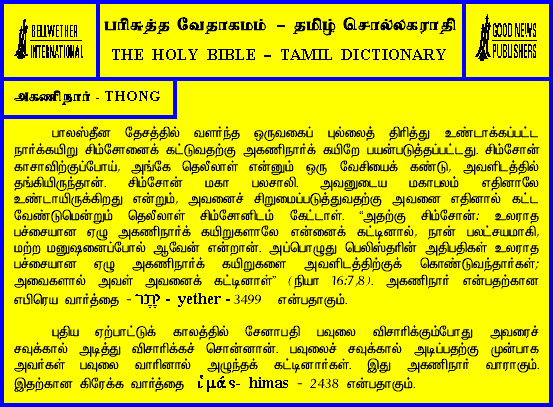 BELLWETHER
INTERNATIONAL
பரிசுத்த வேதாகமம் – தமிழ் சொல்லகராதி
THE HOLY BIBLE – TAMIL DICTIONARY
GOOD NEWS
PUBLISHERS
அகணிநார் - THONG
பாலஸ்தீன தேசத்தில் வளர்ந்த ஒருவகைப் புல்லைத் திரித்து உண்டாக்கப்பட்ட
நார்க்கயிறு சிம்சோனைக் கட்டுவதற்கு அகணிநார்க் கயிறே பயன்படுத்தப்பட்டது. சிம்சோன்
காசாவிற்குப்போய், அங்கே தெலீலாள் என்னும் ஒரு வேசியைக் கண்டு, அவளிடத்தில்
தங்கியிருந்தான். சிம்சோன் மகா பலசாலி. அவனுடைய மகாபலம் எதினாலே
உண்டாயிருக்கிறது என்றும், அவனைச் சிறுமைப்படுத்துவதற்கு அவனை எதினால் கட்ட
வேண்டுமென்றும் தெலீலாள் சிம்சோனிடம் கேட்டாள். "அதற்கு சிம்சோன்: உலராத
பச்சையான ஏழு அகணிநார்க் கயிறுகளாலே என்னைக் கட்டினால், நான் பலட்சயமாகி,
மற்ற மனுஷனைப்போல் ஆவேன் என்றான். அப்பொழுது பெலிஸ்தரின் அதிபதிகள் உலராத
பச்சையான ஏழு அகணிநார்க் கயிறுகளை அவளிடத்திற்குக் கொண்டுவந்தார்கள்;
அவைகளால் அவள் அவனைக் கட்டினாள்" (நியா 16:7,8). அகணிநார் என்பதற்கான
எபிரெய வார்த்தை - יֶתֶר - yether - 3499 என்பதாகும்.
புதிய ஏற்பாட்டுக் காலத்தில் சேனாபதி பவுலை விசாரிக்கும்போது அவரைச்
சவுக்கால் அடித்து விசாரிக்கச் சொன்னான். பவுலைச் சவுக்கால் அடிப்பதற்கு முன்பாக
அவர்கள் பவுலை வாரினால் அழுந்தக் கட்டினார்கள். இது அகணிநார் வாராகும்.
இதற்கான கிரேக்க வார்த்தை ἱμάς- himas - 2438 என்பதாகும்.